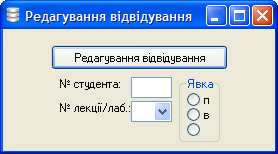 Редагування відвідування
Редагування відвідування
№ студента:
Явка
п
№ лекції/лаб.:
в